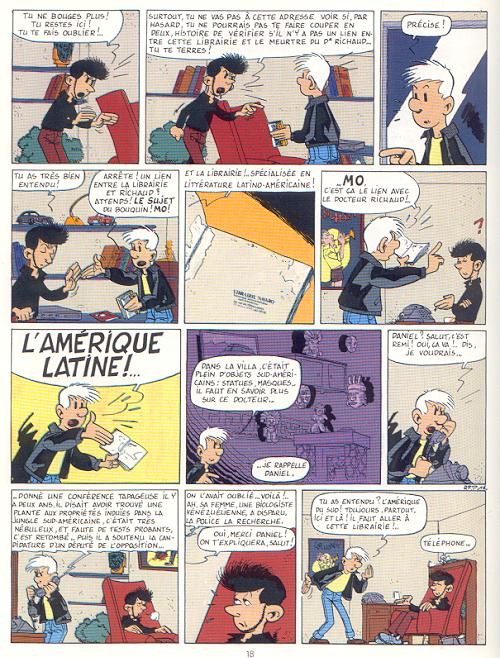 TU NE BOUGES PLUS!
TU RESTES ICI!
TU TE FAIS OUBLIER!..
SURTOUT, TU NE VAS PAS À CETTE ADRESSE VOIR SI, PAR
HASARD, TU NE POURRAIS PAS TE FAIRE COUPER EN
DEUX, HISTOIRE DE VÉRIFIER S'IL N'Y A PAS UN LIEN EN-
TRE CETTE LIBRAIRIE ET LE MEURTRE DU DR RICHAUD...
TU TE TERRES!
PRÉCISE!
TU AS TRÈS BIEN
ENTENDU!
ARRÊTE! UN LIEN
ENTRE LA LIBRAIRIE
ET RICHAUD?,
ATTENDS! LE SUJET
DU BOUQUIN! MO!
ET LA LIBRAIRIE!.. SPÉCIALISÉE EN
LITTÉRATURE LATINO-AMÉRICAINE!
...MO,
C'EST ÇA LE LIEN AVEC
LE DOCTEUR RICHAUD!..
?
L'AMÉRIQUE
LATINE!...
DANS LA VILLA, C'ÉTAIT
PLEIN D'OBJETS SUD-AMÉRI-
CAINS: STATUES, MASQUES...
IL FAUT EN SAVOIR PLUS
SUR CE DOCTEUR...
...JE RAPPELLE
DANIEL.
DANIEL? SALUT, C'EST
REMI! OUI, ÇA VA!.. DIS,
JE VOUDRAIS...
...DONNÉ UNE CONFÉRENCE TAPAGEUSE IL Y
A DEUX ANS, IL DISAIT AVOIR TROUVÉ UNE
PLANTE AUX PROPRIÉTÉS INOUIES DANS LA
JUNGLE SUD-AMÉRICAINE, C'ÉTAIT TRÈS
NÉBULEUX, ET FAUTE DE TESTS PROBANTS,
C'EST RETOMBÉ... PUIS IL A SOUTENU LA CAN-
DIDATURE D'UN DÉPUTÉ DE L'OPPOSITION...
ON L'AVAIT OUBLIÉ... VOILÀ!..
AH, SA FEMME, UNE BIOLOGISTE
VÉNÉZUÉLIENNE, A DISPARU,
LA POLICE LA RECHERCHE.
OUI, MERCI DANIEL!
ON T'EXPLIQUERA, SALUT!
TU AS ENTENDU? L'AMÉRIQUE
DU SUD! TOUJOURS, PARTOUT,
ICI ET LÀ! IL FAUT ALLER À
CETTE LIBRAIRIE!...
TÉLÉPHONE...
18